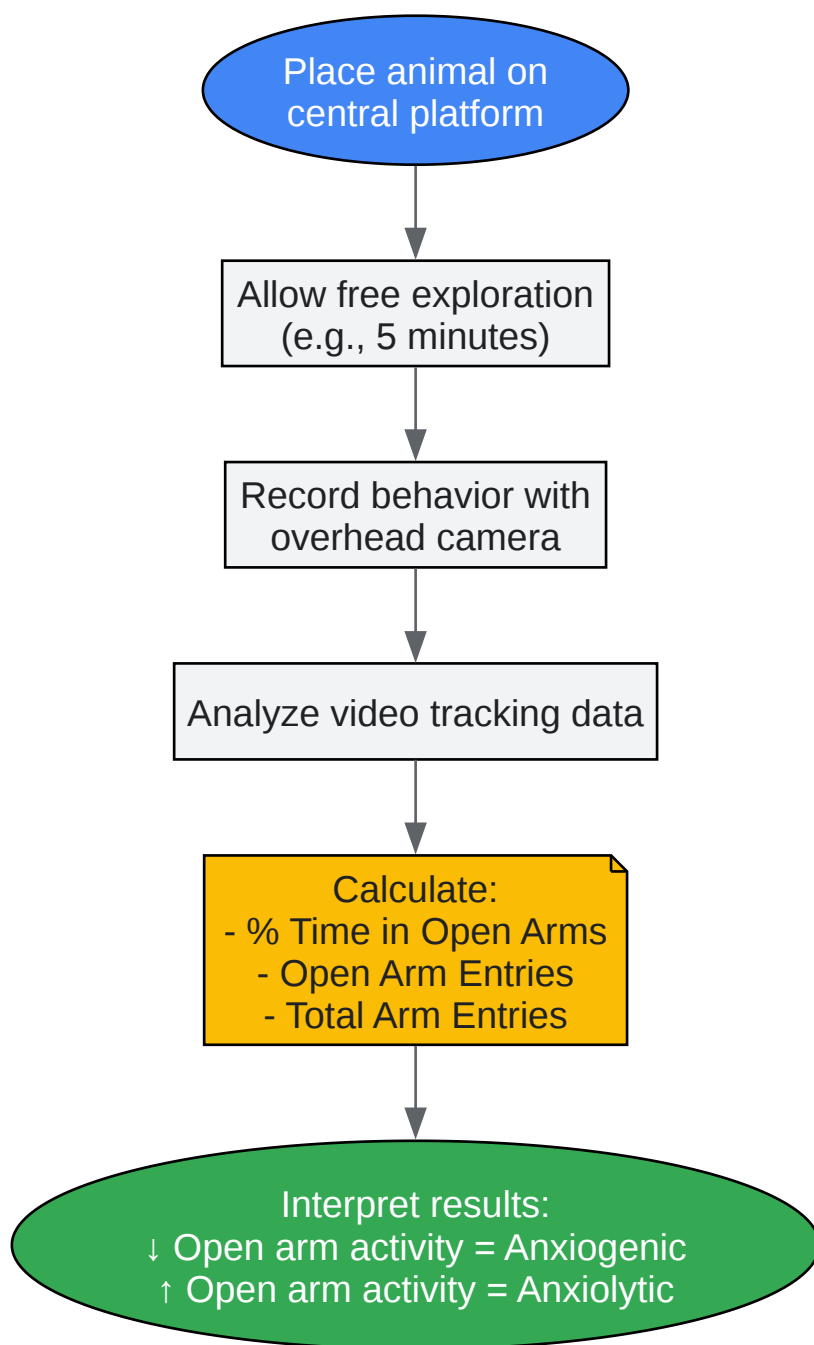 Place animal on
central platform
Allow free exploration
(e.g., 5 minutes)
Record behavior with
overhead camera
Analyze video tracking data
Calculate:
- % Time in Open Arms
- Open Arm Entries
- Total Arm Entries
Interpret results:
↓ Open arm activity = Anxiogenic
↑ Open arm activity = Anxiolytic